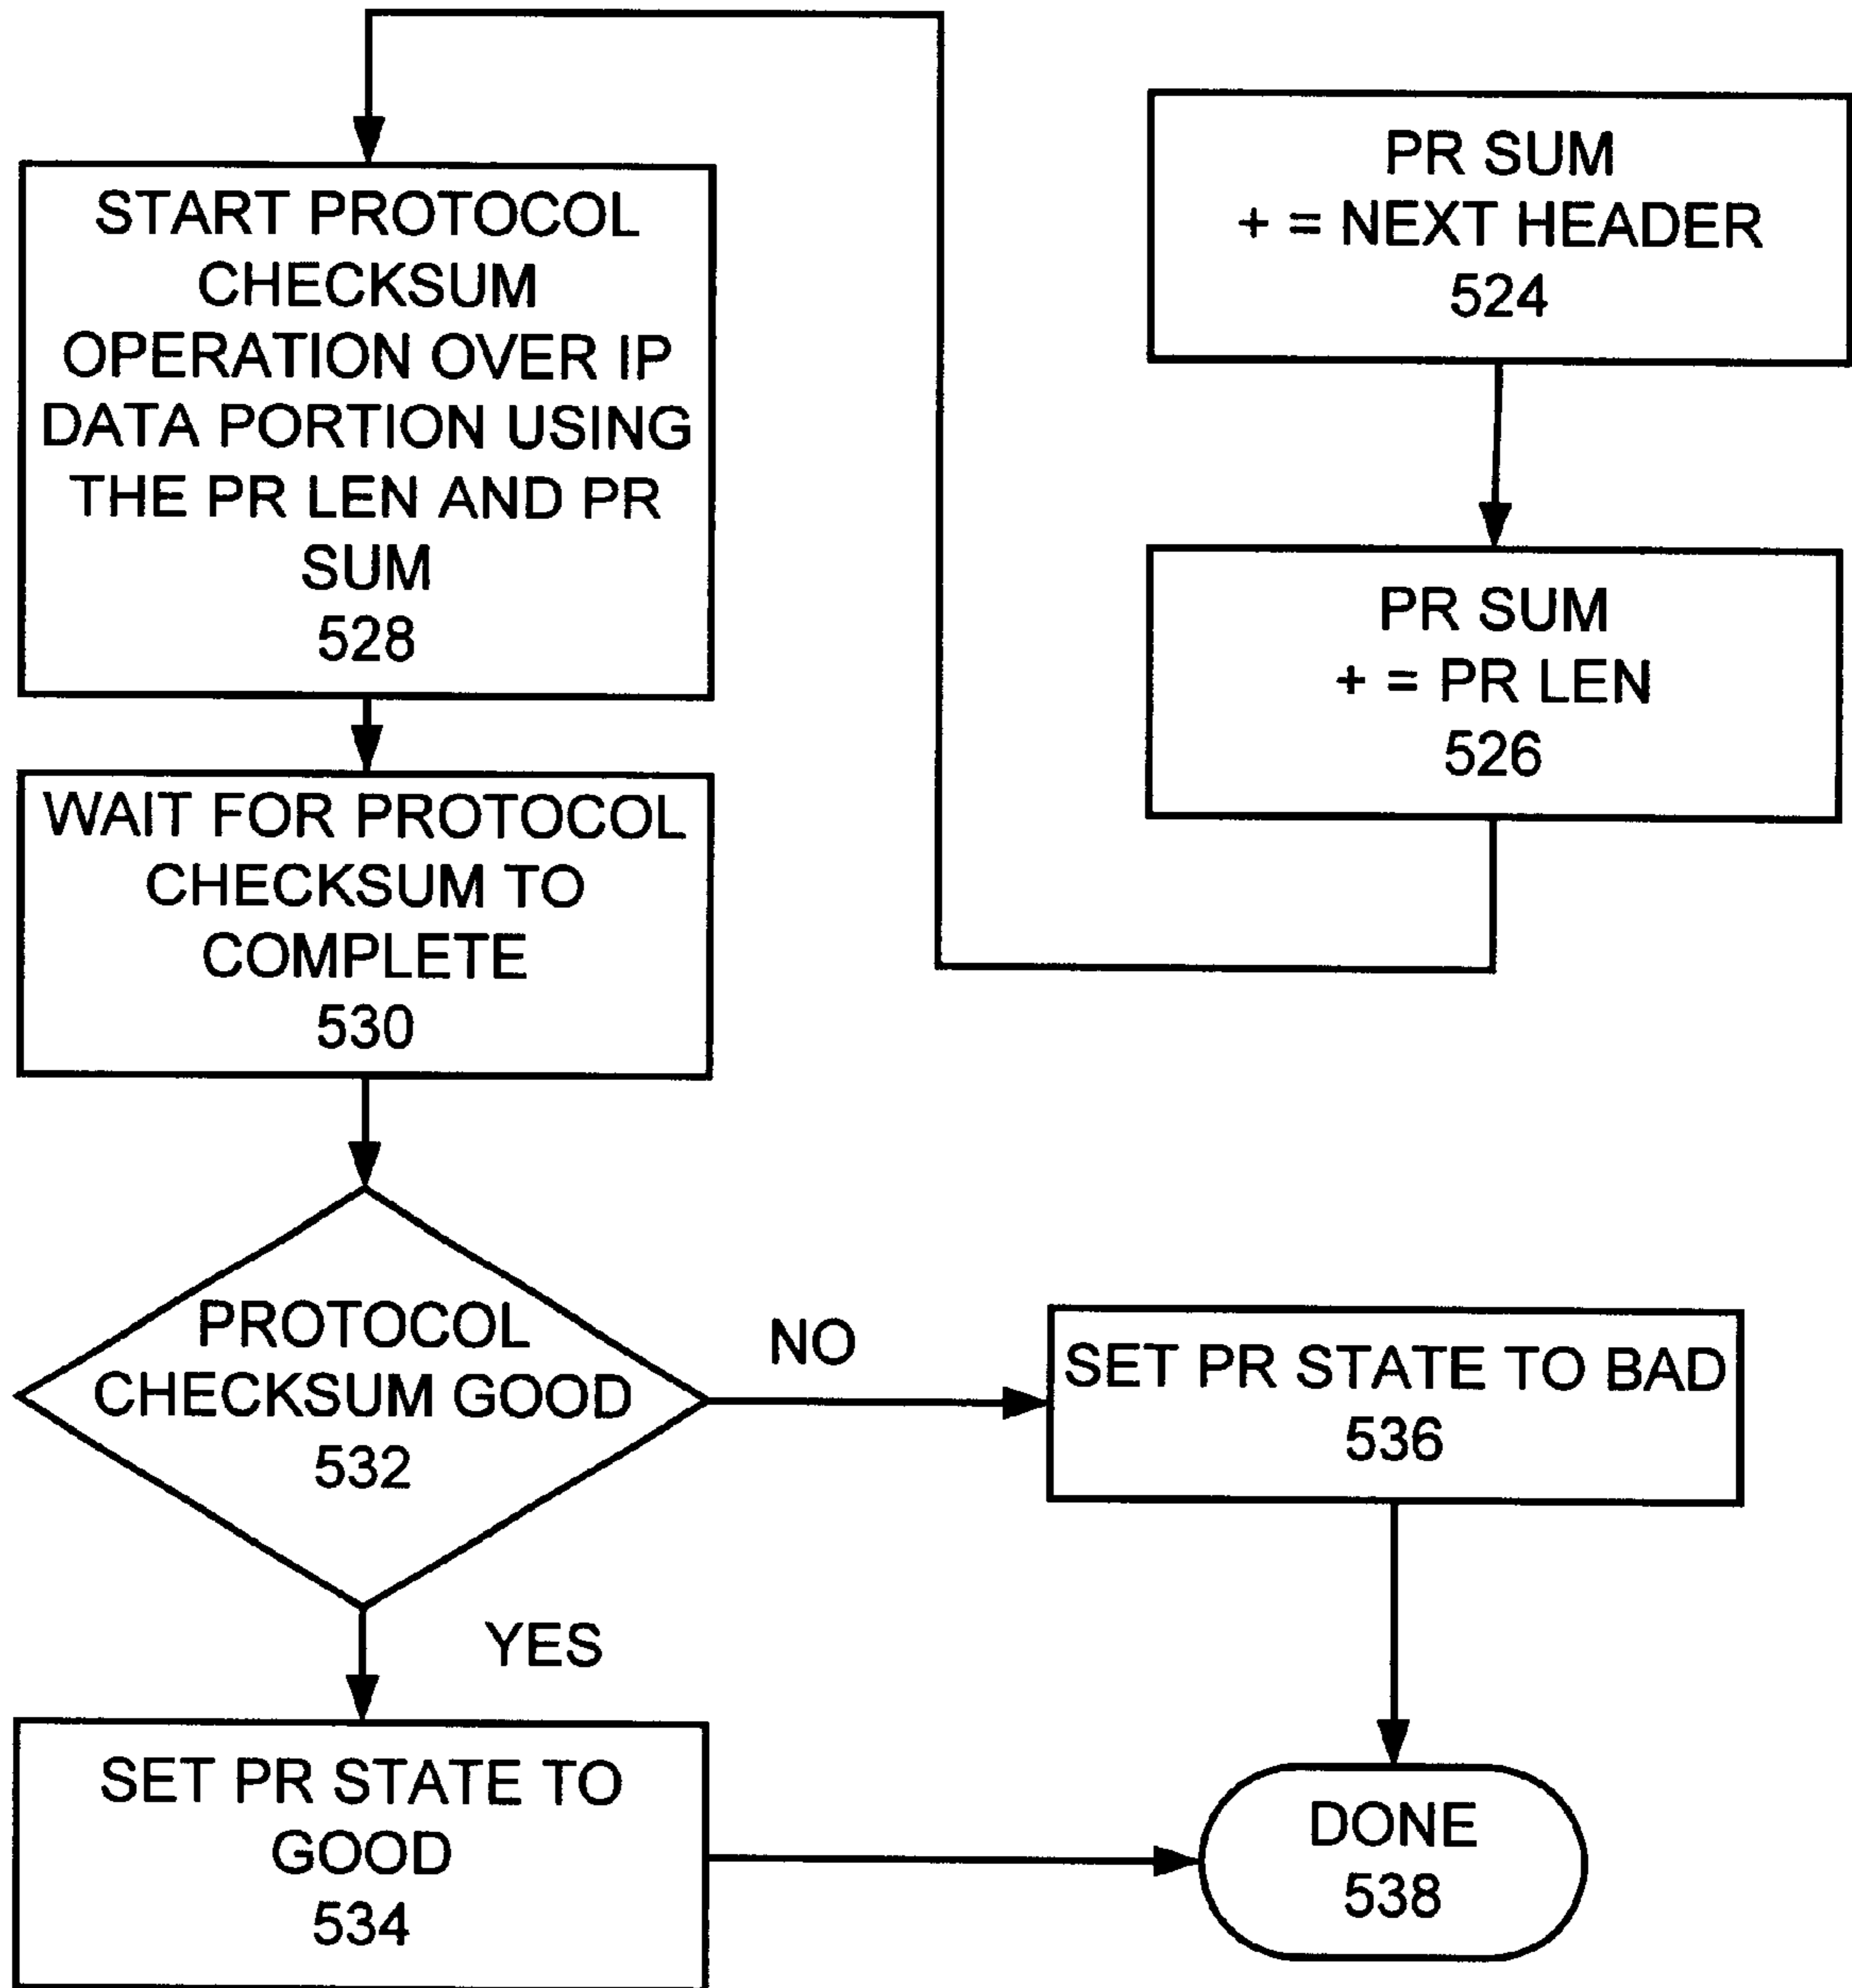 PR SUM
+ = NEXT HEADER
524
PR SUM
+ = PR LEN
526
START PROTOCOL
CHECKSUM
OPERATION OVER IP
DATA PORTION USING
THE PR LEN AND PR
SUM
528
WAIT FOR PROTOCOL
CHECKSUM TO
COMPLETE
530
PROTOCOL
CHECKSUM GOOD
532
NO
SET PR STATE TO BAD
536
YES
SET PR STATE TO
GOOD
534
DONE
538